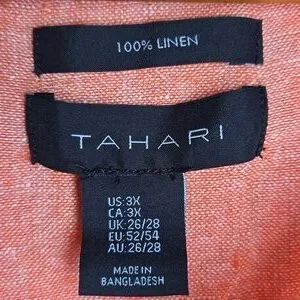 100% LINEN
TAHARI
US: 3X
CA: 3X
UK: 26/28
EU: 52/54
AU: 26/28
MADE IN
BANGLADESH